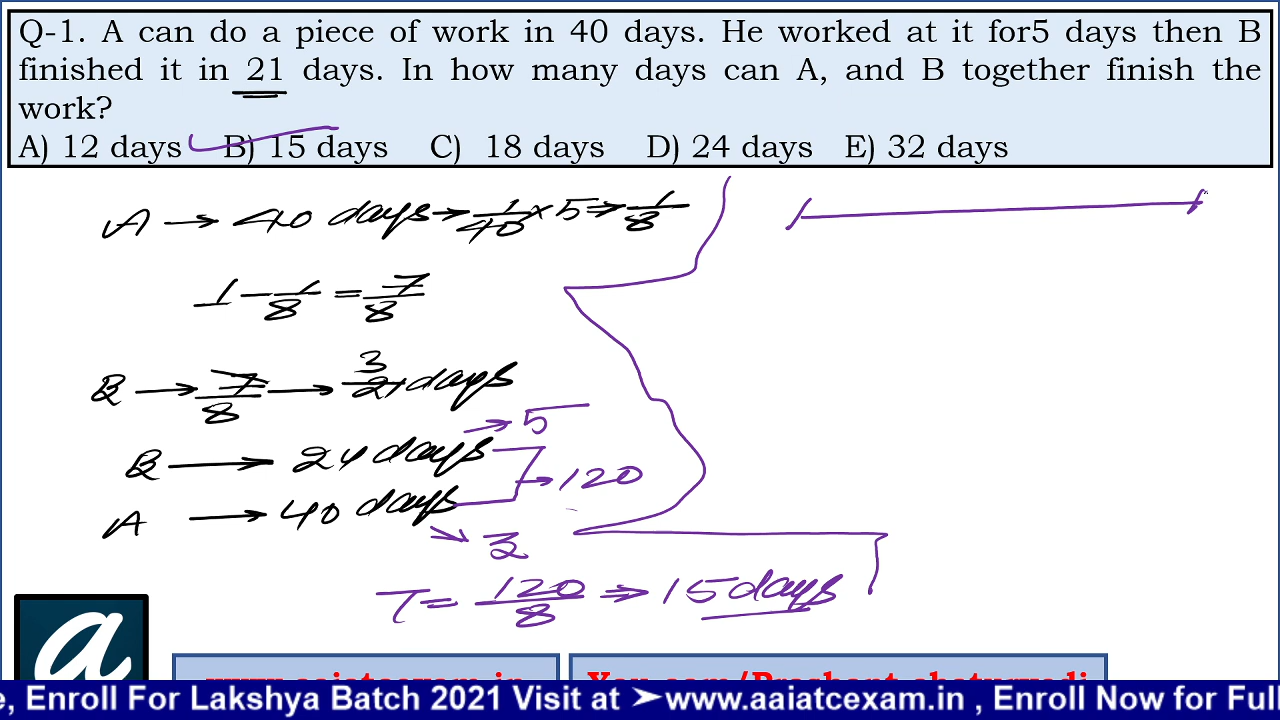 Q-1. A can do a piece of work in 40 days. He worked at it for5 days then B
finished it in 21 days. In how many days can A, and B together finish the
work?
A) 12 days B) 15 days C) 18 days D) 24 days E) 32 days
A → 40 days → 1/40 × 5 ⇒ 1/8
1 - 1/8 = 7/8
B → 7/8 → 21 days
3
→ 5
B → 24 days
→ 120
A → 40 days
→ 3
T = 120/8 ⇒ 15 days
a
www.aaiatcexam.in
e, Enroll For Lakshya Batch 2021 Visit at ➤www.aaiatcexam.in , Enroll Now for Full